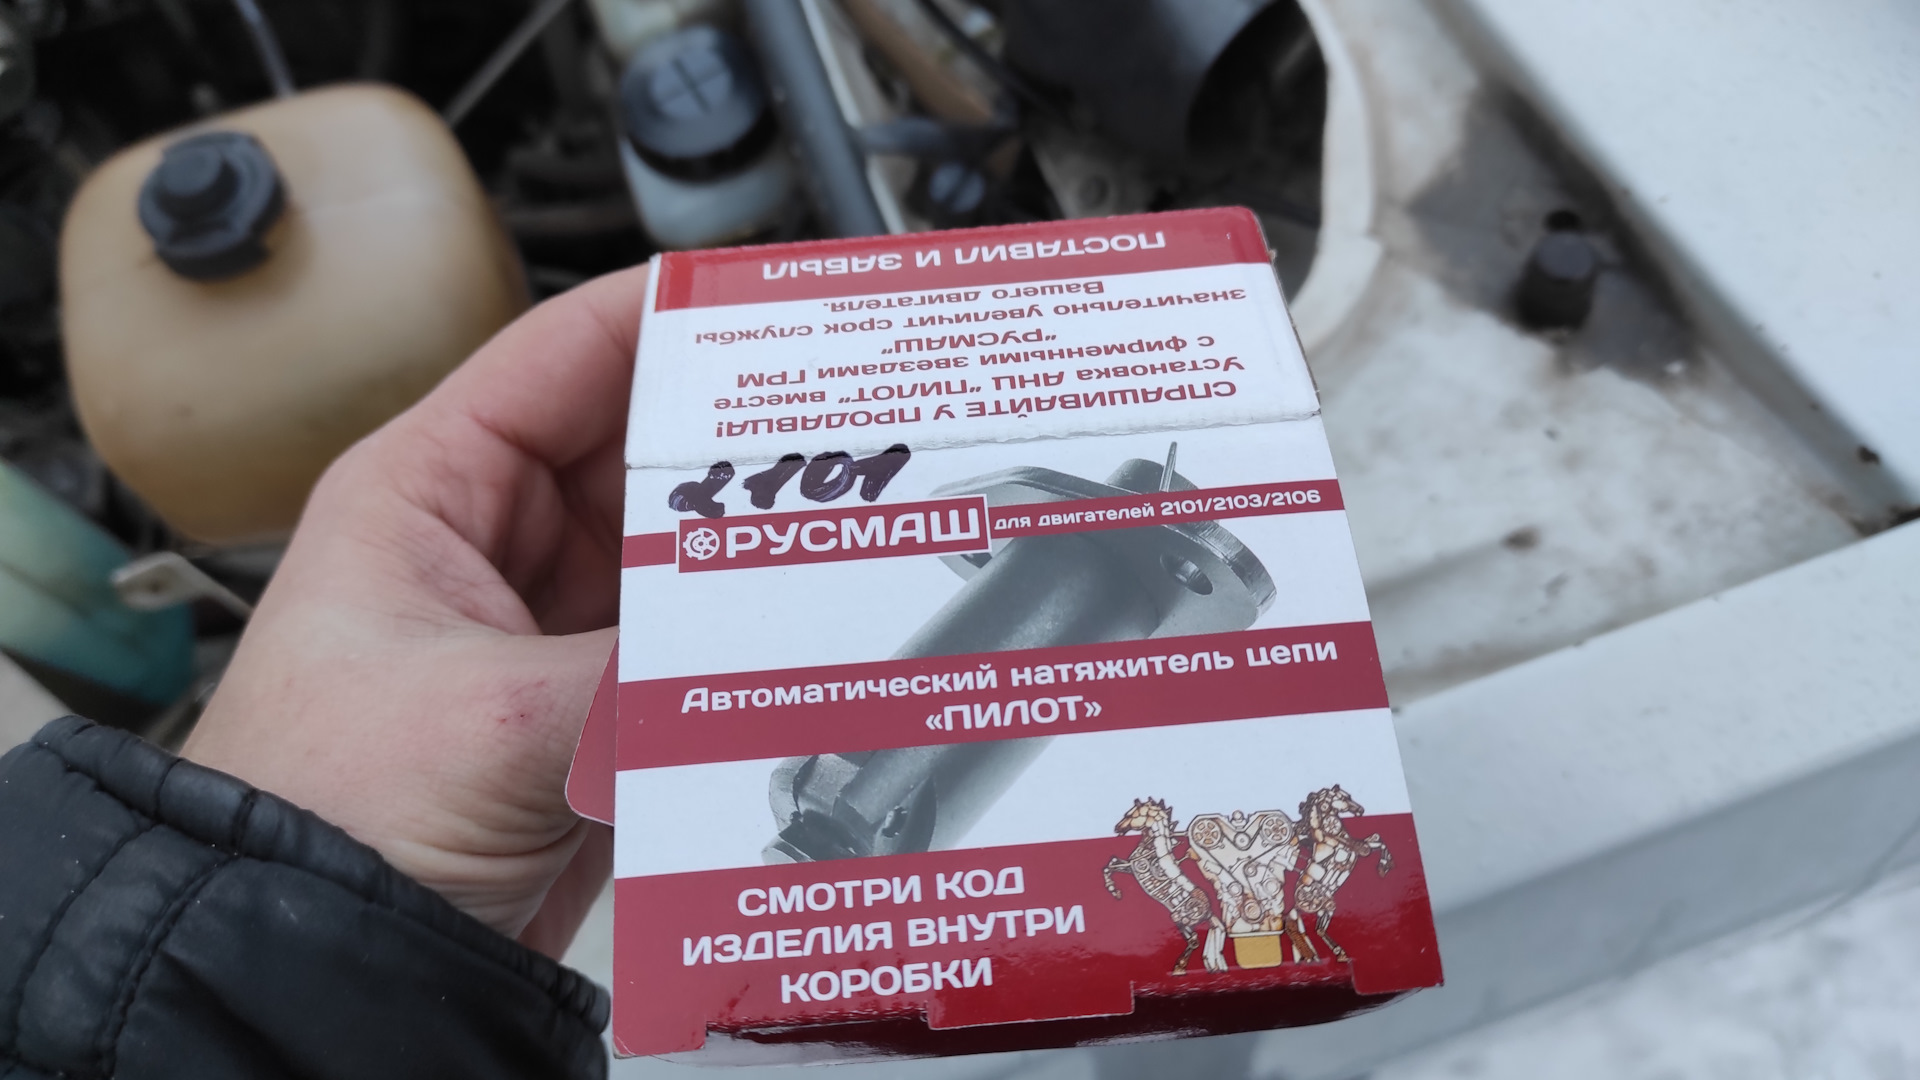 ПОСТАВИЛ И ЗАБЫЛ
СПРАШИВАЙТЕ У ПРОДАВЦА!
Установка АНЦ "ПИЛОТ" вместе
с фирменными звездами ГРМ
"РУСМАШ"
значительно увеличит срок службы
Вашего двигателя.
2101
РУСМАШ
для двигателей 2101/2103/2106
Автоматический натяжитель цепи
«ПИЛОТ»
СМОТРИ КОД
ИЗДЕЛИЯ ВНУТРИ
КОРОБКИ